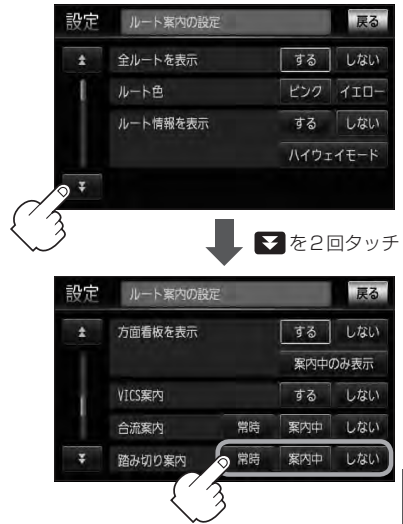 設定 ルート案内の設定 戻る
全ルートを表示 する しない
ルート色 ピンク イエロー
ルート情報を表示 する しない
ハイウェイモード
を2回タッチ
設定 ルート案内の設定 戻る
方面看板を表示 する しない
案内中のみ表示
VICS案内 する しない
合流案内 常時 案内中 しない
踏み切り案内 常時 案内中 しない